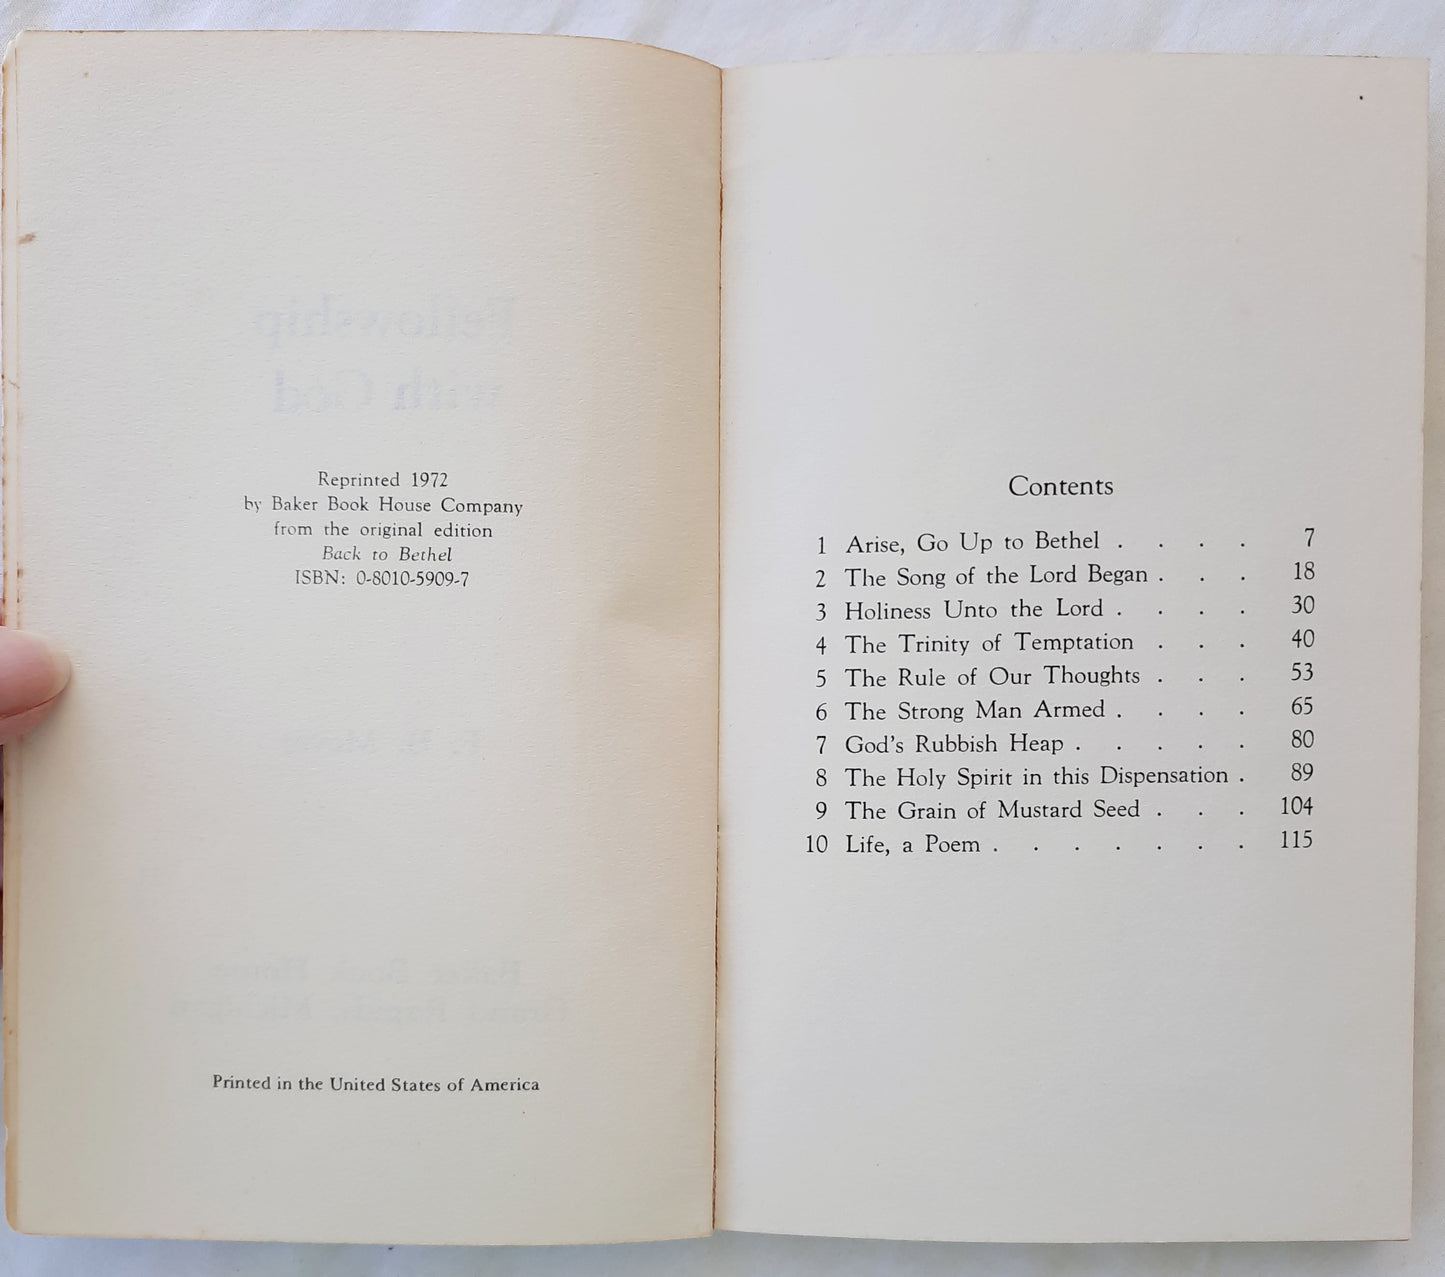 Reprinted 1972
by Baker Book House Company
from the original edition
Back to Bethel
ISBN: 0-8010-5909-7
Printed in the United States of America
Contents
1 Arise, Go Up to Bethel . . . . 7
2 The Song of the Lord Began . . . 18
3 Holiness Unto the Lord . . . . 30
4 The Trinity of Temptation . . . 40
5 The Rule of Our Thoughts . . . 53
6 The Strong Man Armed . . . . 65
7 God's Rubbish Heap . . . . . 80
8 The Holy Spirit in this Dispensation . 89
9 The Grain of Mustard Seed . . . 104
10 Life, a Poem . . . . . . . 115